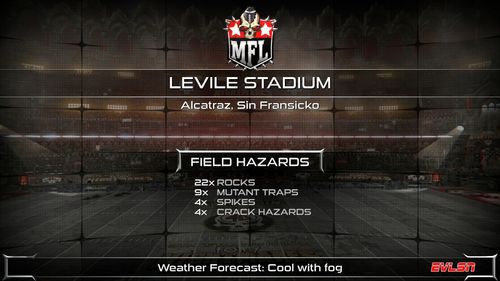 MFL
LEVILE STADIUM
Alcatraz, Sin Fransicko
FIELD HAZARDS
22x ROCKS
9x MUTANT TRAPS
4x SPIKES
4x CRACK HAZARDS
Weather Forecast: Cool with fog
EVLSN